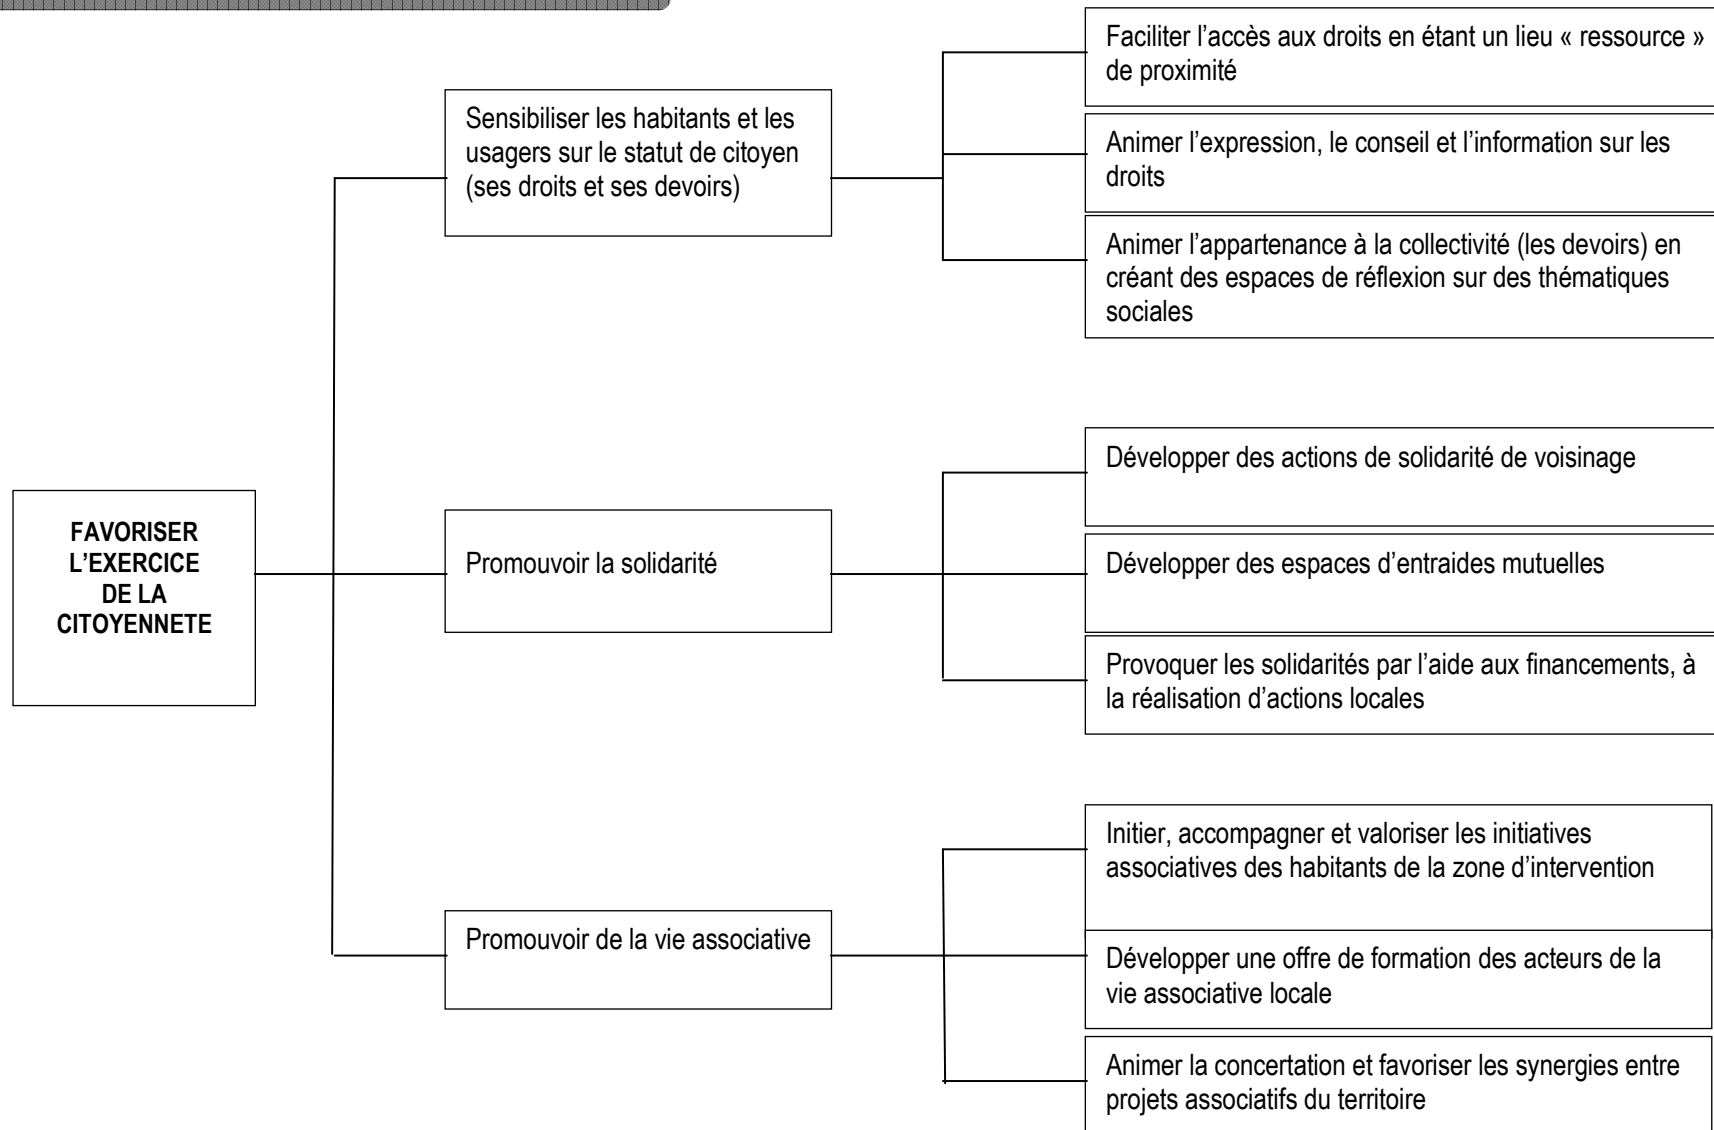 FAVORISER
L’EXERCICE
DE LA
CITOYENNETE
Sensibiliser les habitants et les
usagers sur le statut de citoyen
(ses droits et ses devoirs)
Faciliter l’accès aux droits en étant un lieu « ressource »
de proximité
Animer l’expression, le conseil et l’information sur les
droits
Animer l’appartenance à la collectivité (les devoirs) en
créant des espaces de réflexion sur des thématiques
sociales
Promouvoir la solidarité
Développer des actions de solidarité de voisinage
Développer des espaces d’entraides mutuelles
Provoquer les solidarités par l’aide aux financements, à
la réalisation d’actions locales
Promouvoir de la vie associative
Initier, accompagner et valoriser les initiatives
associatives des habitants de la zone d’intervention
Développer une offre de formation des acteurs de la
vie associative locale
Animer la concertation et favoriser les synergies entre
projets associatifs du territoire